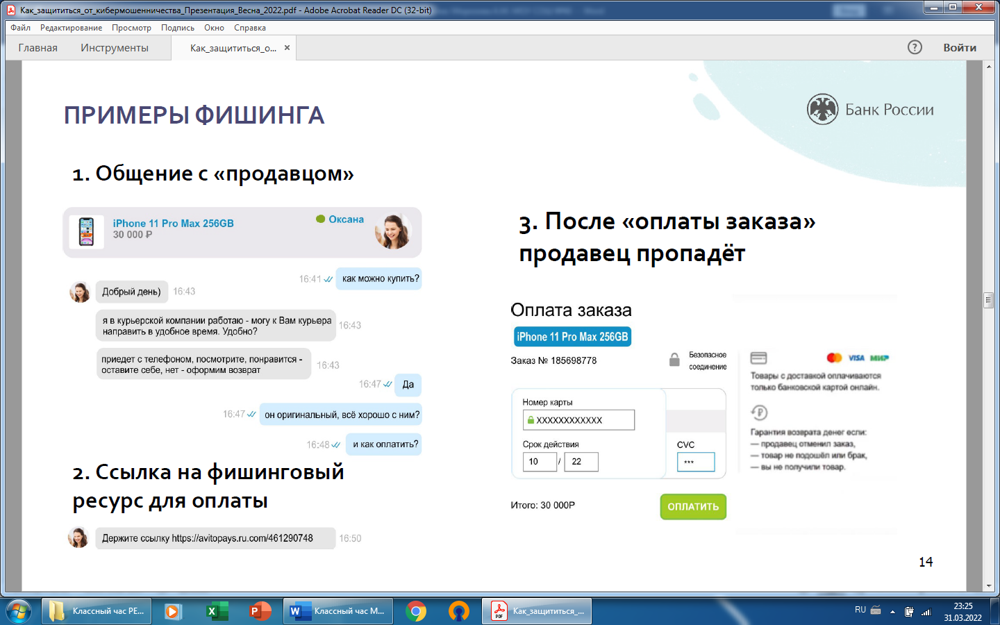 Как_защититься_от_кибермошенничества_Презентация_Весна_2022.pdf - Adobe Acrobat Reader DC (32-bit)
Файл Редактирование Просмотр Подпись Окно Справка
Главная Инструменты Как_защититься_о... × ? Войти
ПРИМЕРЫ ФИШИНГА
Банк России
1. Общение с «продавцом»
iPhone 11 Pro Max 256GB
30 000 ₽
Оксана
16:41 как можно купить?
Добрый день) 16:43
я в курьерской компании работаю - могу к Вам курьера
направить в удобное время. Удобно?
16:43
приедет с телефоном, посмотрите, понравится -
оставите себе, нет - оформим возврат
16:43
16:47 Да
16:47 он оригинальный, всё хорошо с ним?
16:48 и как оплатить?
2. Ссылка на фишинговый
ресурс для оплаты
Держите ссылку https://avitopays.ru.com/461290748 16:50
3. После «оплаты заказа»
продавец пропадёт
Оплата заказа
iPhone 11 Pro Max 256GB
Заказ № 185698778
Безопасное
соединение
Номер карты
XXXXXXXXXXXX
Срок действия
10 / 22
CVC
***
Итого: 30 000Р
ОПЛАТИТЬ
VISA МИР
Товары с доставкой оплачиваются
только банковской картой онлайн.
Гарантия возврата денег если:
— продавец отменил заказ,
— товар не подошёл или брак,
— вы не получили товар.
14
Классный час РЕ...
Классный час М...
Как_защититься_...
RU
23:25
31.03.2022